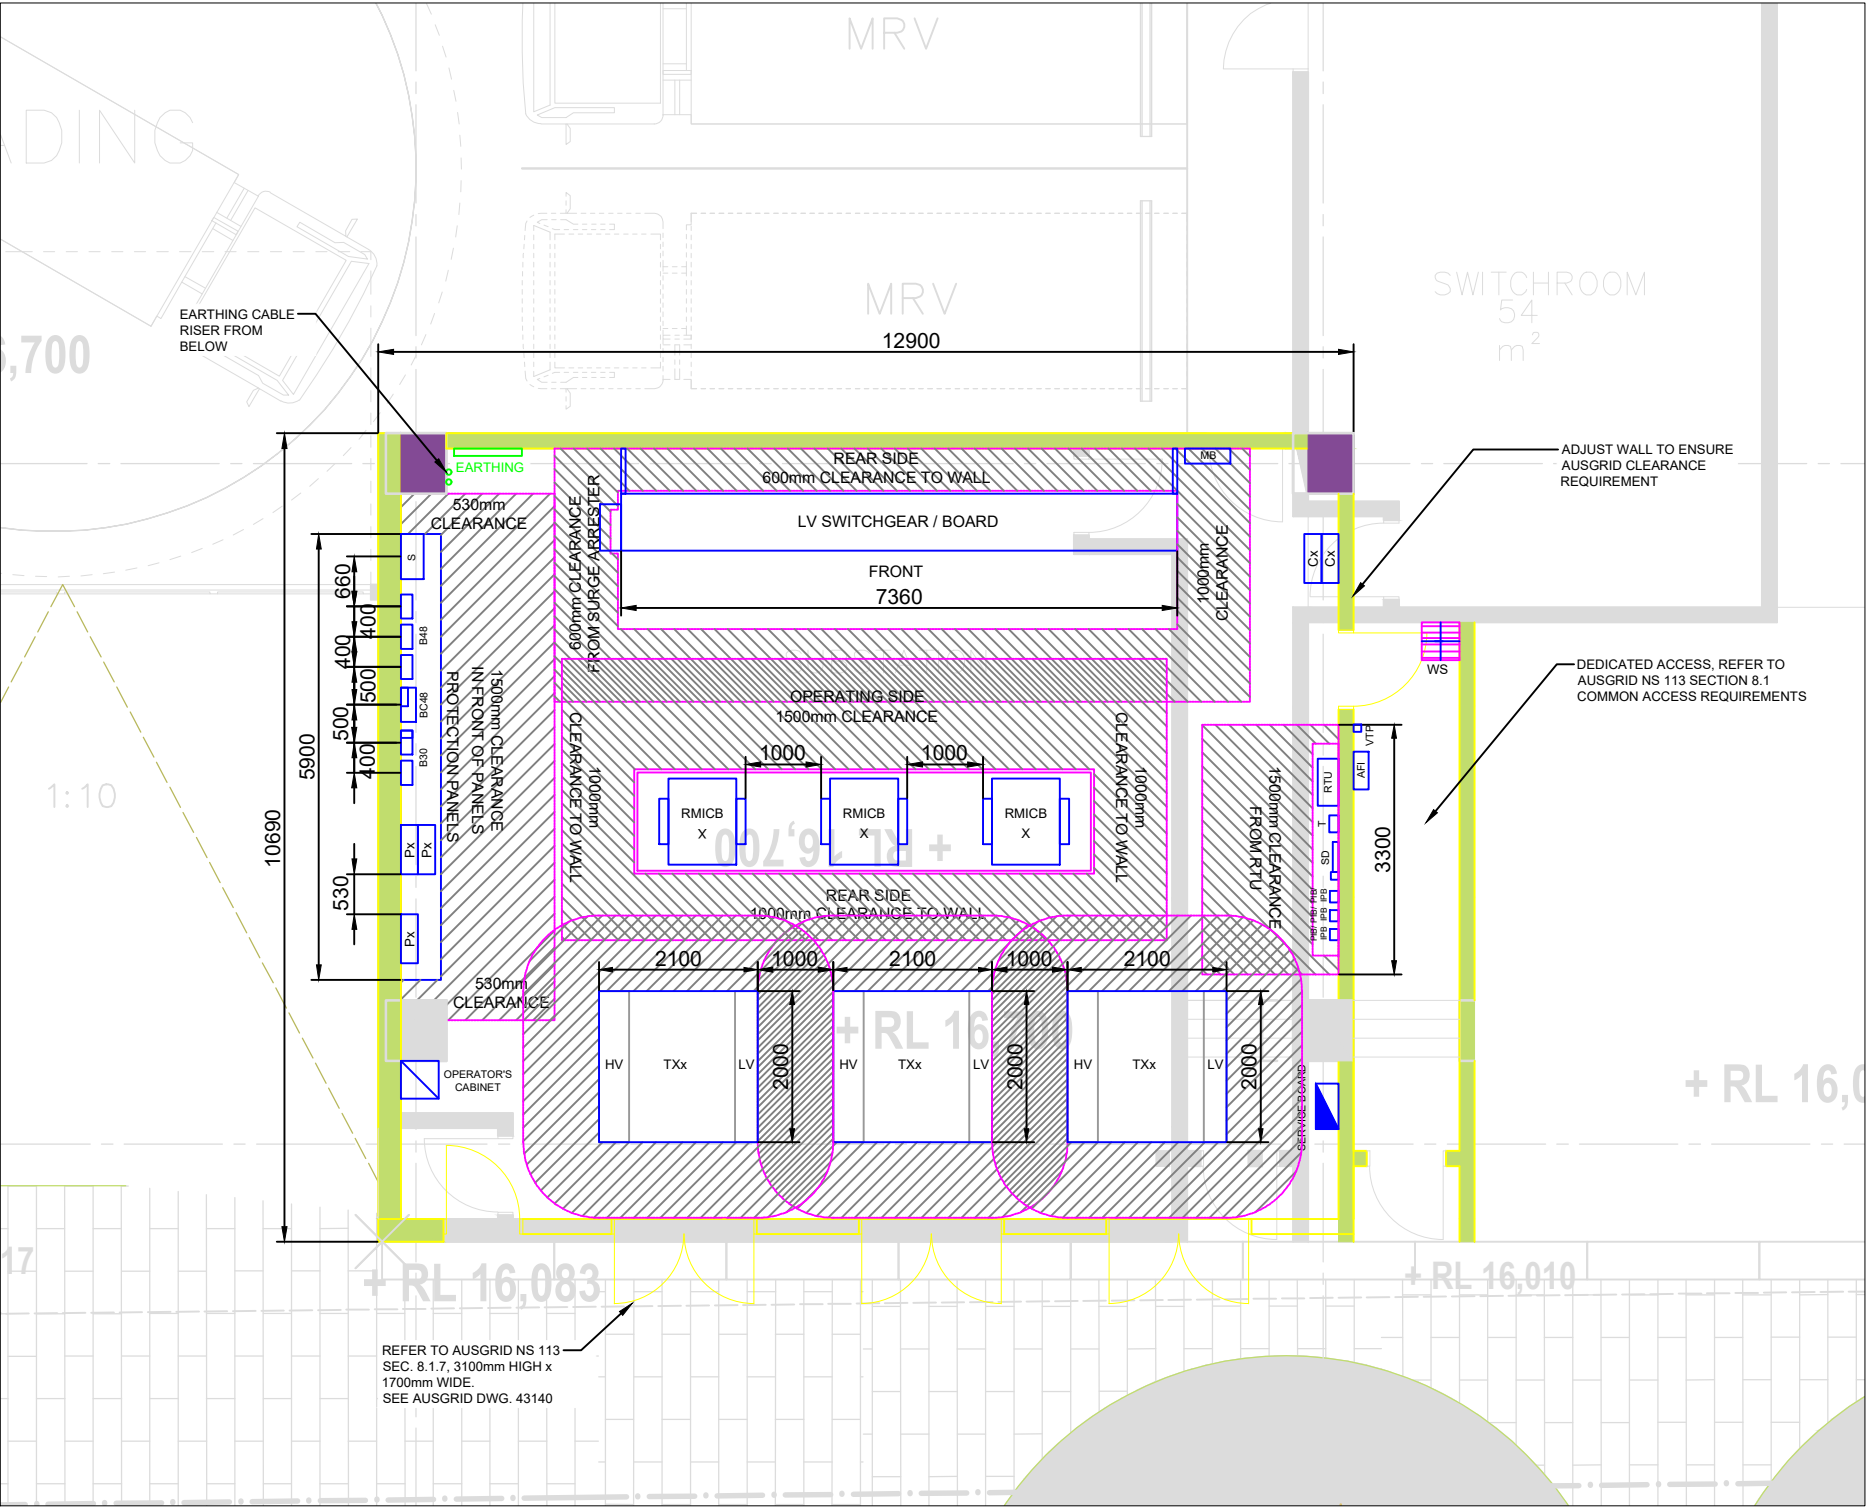 MRV
ADING
MRV
SWITCHROOM
54
m²
EARTHING CABLE
RISER FROM
BELOW
6,700
12900
ADJUST WALL TO ENSURE
AUSGRID CLEARANCE
REQUIREMENT
EARTHING
REAR SIDE
600mm CLEARANCE TO WALL
MB
530mm
CLEARANCE
LV SWITCHGEAR / BOARD
600mm CLEARANCE
FROM SURGE ARRESTER
1000mm
CLEARANCE
FRONT
7360
S
Cx
Cx
660
400
400
500
500
400
5900
530
10690
B48
BC48
B30
Px
Px
Px
1500mm CLEARANCE
IN FRONT OF PANELS
PROTECTION PANELS
WS
DEDICATED ACCESS, REFER TO
AUSGRID NS 113 SECTION 8.1
COMMON ACCESS REQUIREMENTS
OPERATING SIDE
1500mm CLEARANCE
1000
1000
1000mm
CLEARANCE TO WALL
1000mm
CLEARANCE TO WALL
RMICB
X
RMICB
X
RMICB
X
+ RL 16,700
VTP
AFI
RTU
T
SD
PIB/ PIB/ PIB/
IPB IPB IPB
3300
1500mm CLEARANCE
FROM RTU
1:10
REAR SIDE
1000mm CLEARANCE TO WALL
2100
1000
2100
1000
2100
530mm
CLEARANCE
+ RL 16,700
HV
TXx
LV
2000
HV
TXx
LV
2000
HV
TXx
LV
2000
OPERATOR'S
CABINET
SERVICE BOARD
+ RL 16,0
17
+ RL 16,083
+ RL 16,010
REFER TO AUSGRID NS 113
SEC. 8.1.7, 3100mm HIGH x
1700mm WIDE.
SEE AUSGRID DWG. 43140